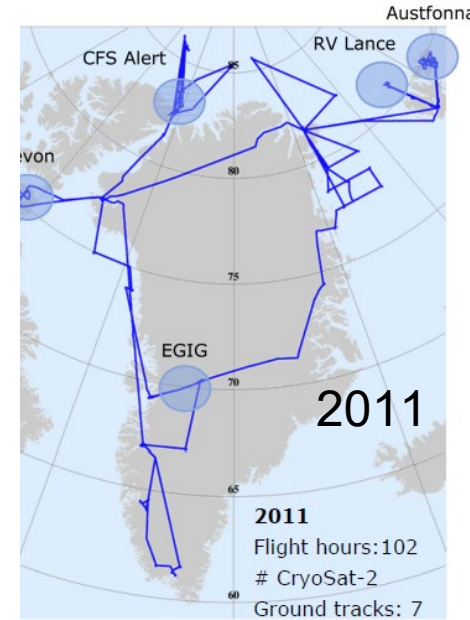 Austfonna
RV Lance
CFS Alert
85
von
80
75
EGIG
70
2011
65
2011
Flight hours:102
# CryoSat-2
60
Ground tracks: 7